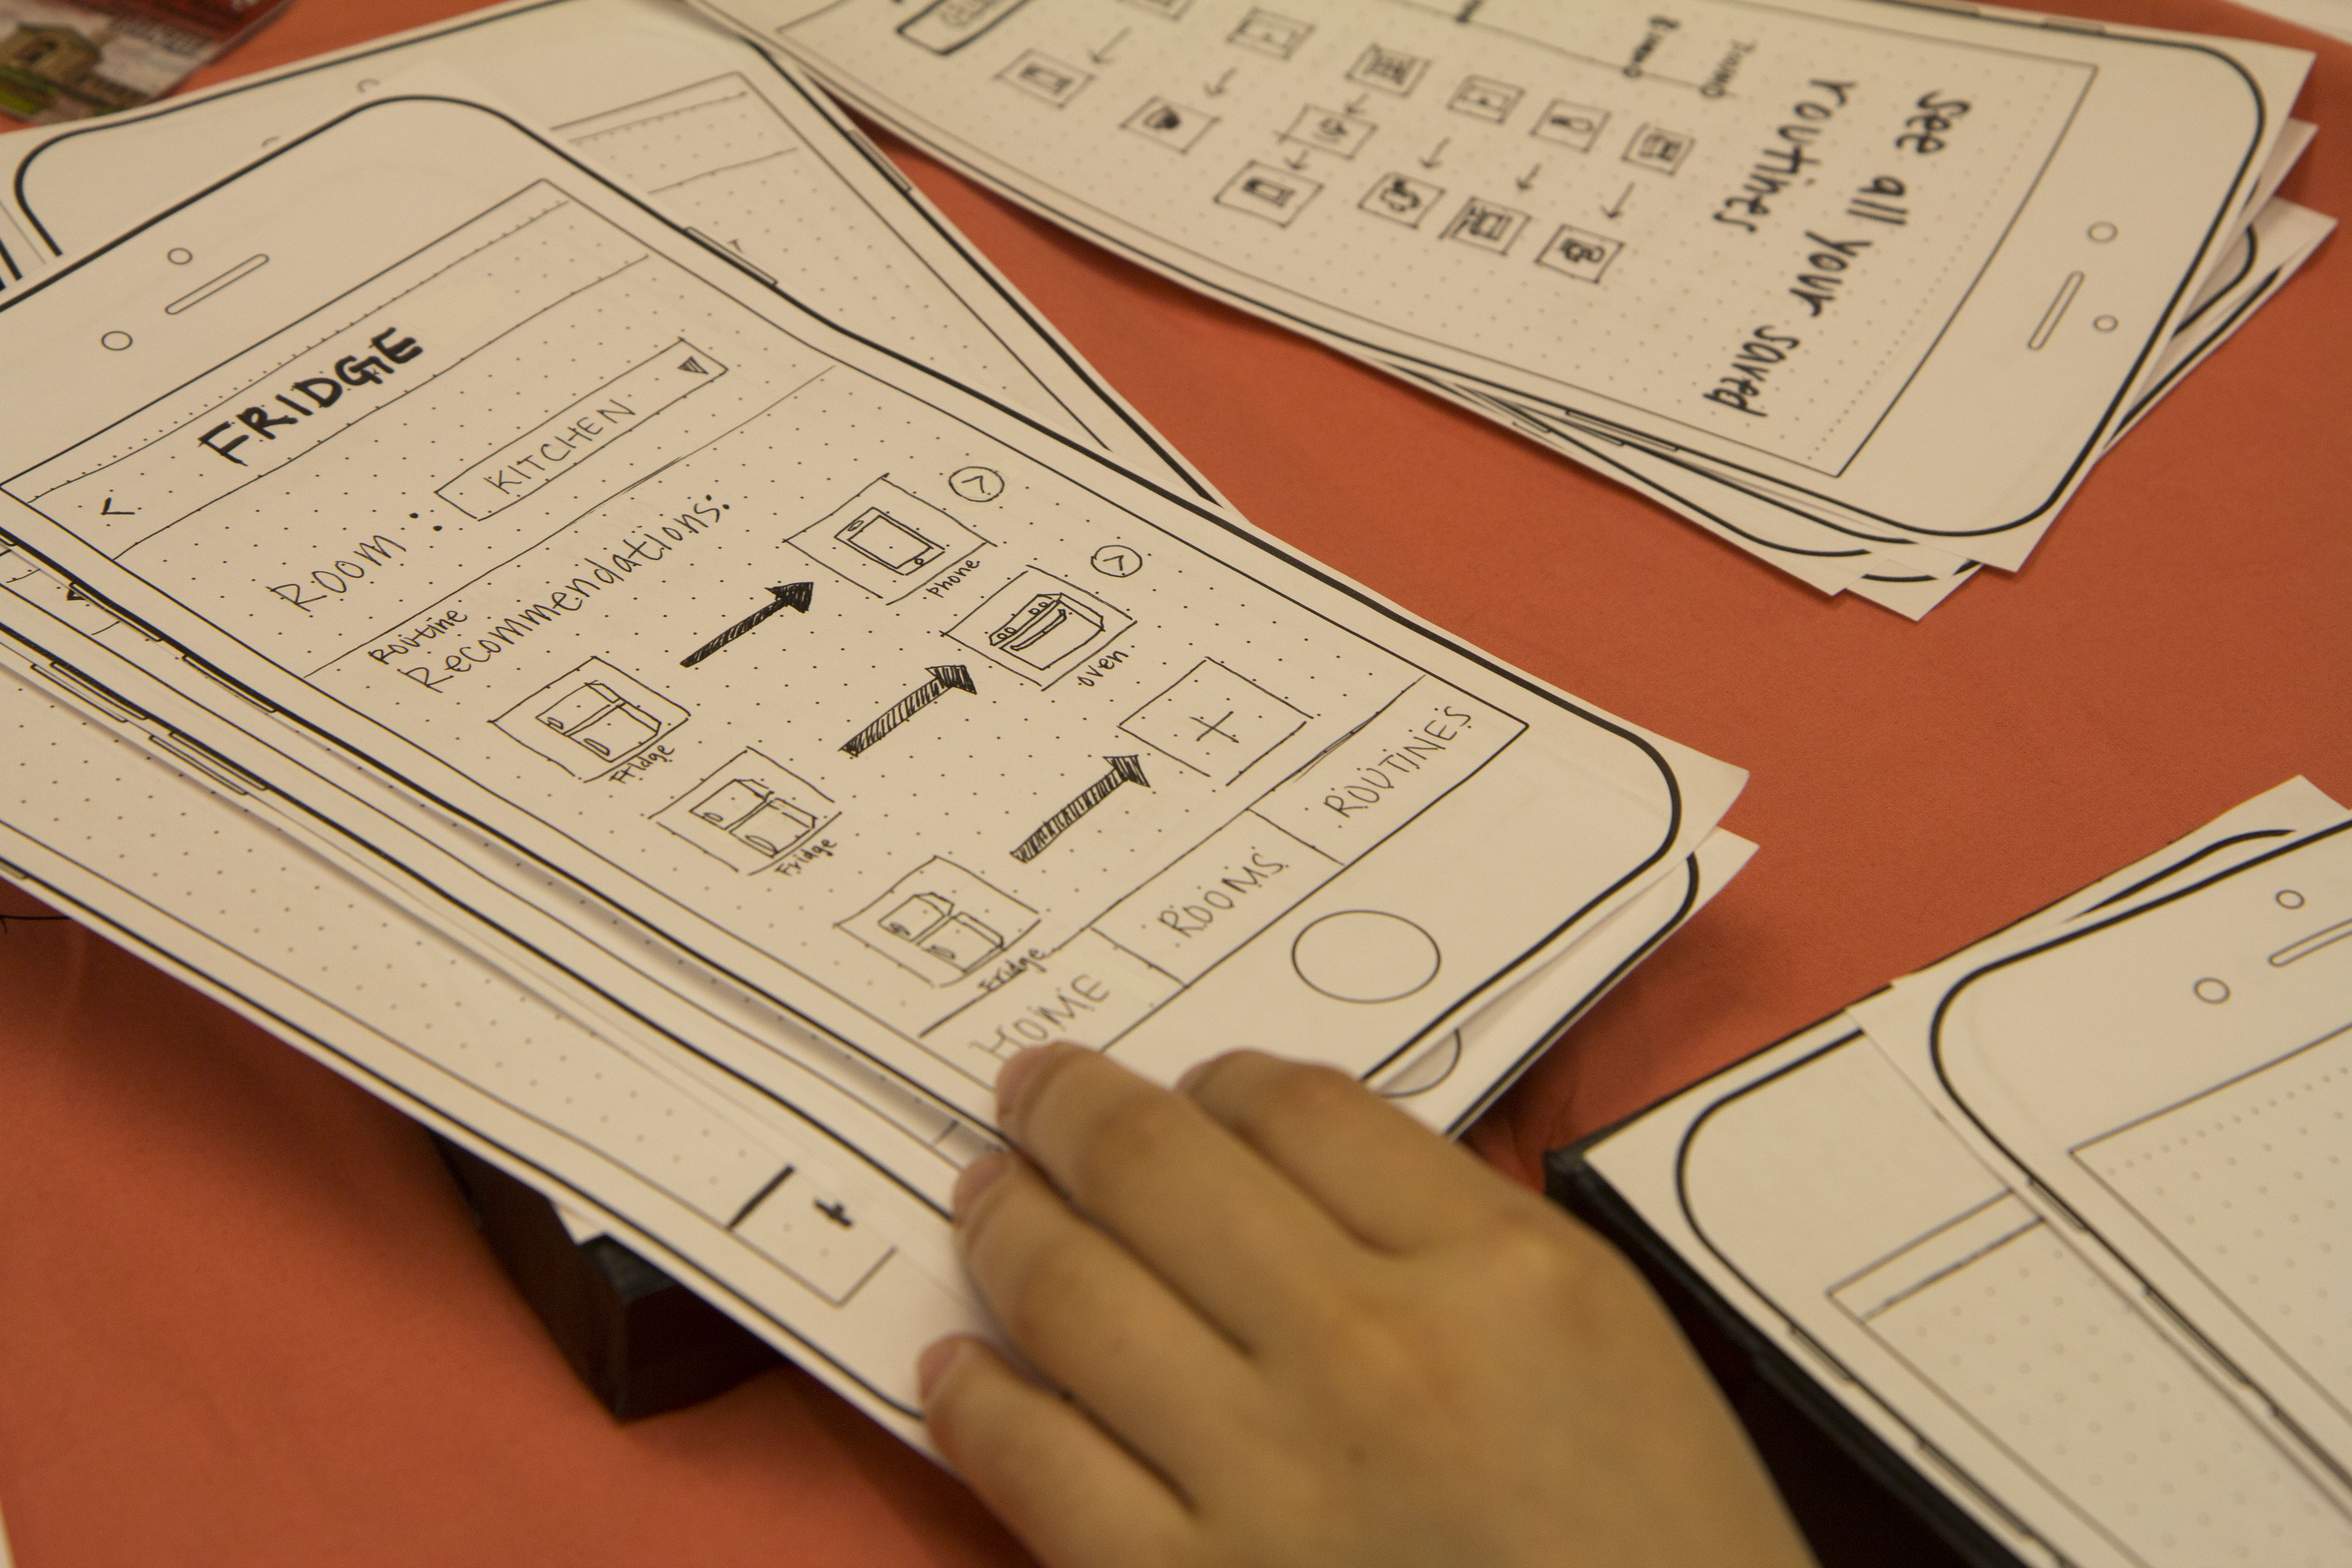 FRIDGE
<
ROOM : KITCHEN
Routine
Recommendations:
Fridge
Phone
>
Fridge
oven
>
Fridge
+
HOME
ROOMS
ROUTINES
+
See all your saved
routines